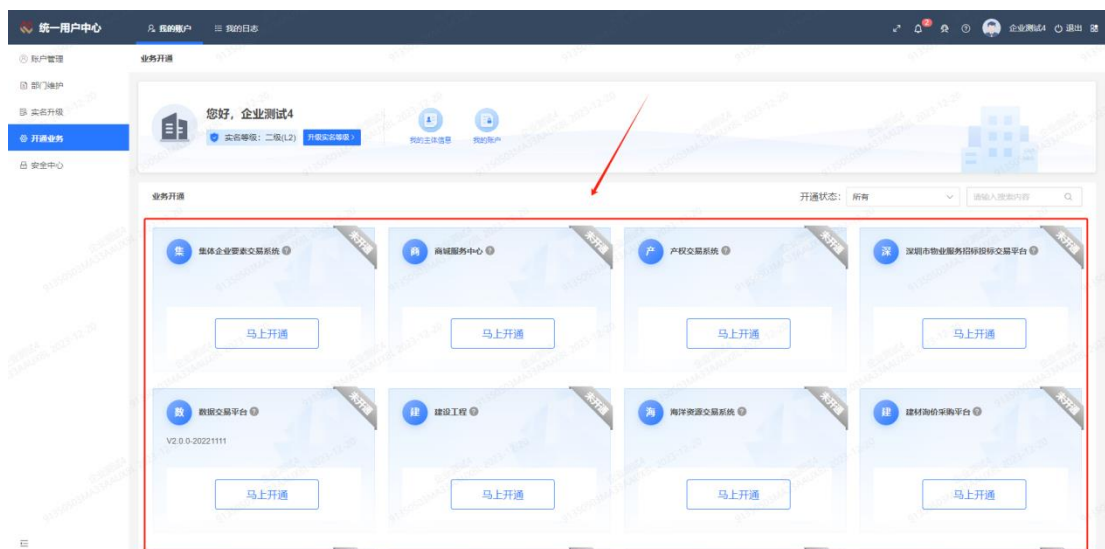 统一用户中心
我的账户
我的日志
2
企业测试4
退出
账户管理
部门维护
实名升级
开通业务
安全中心
业务开通
您好，企业测试4
实名等级：二级(L2)
升级实名等级 >
我的主体信息
我的账户
业务开通
开通状态：
所有
请输入搜索内容
集
集体企业要素交易系统
未开通
马上开通
商
商城服务中心
未开通
马上开通
产
产权交易系统
未开通
马上开通
深
深圳市物业服务招标投标交易平台
未开通
马上开通
数
数据交易平台
V2.0.0-20221111
未开通
马上开通
建
建设工程
未开通
马上开通
海
海洋资源交易系统
未开通
马上开通
建
建材询价采购平台
未开通
马上开通